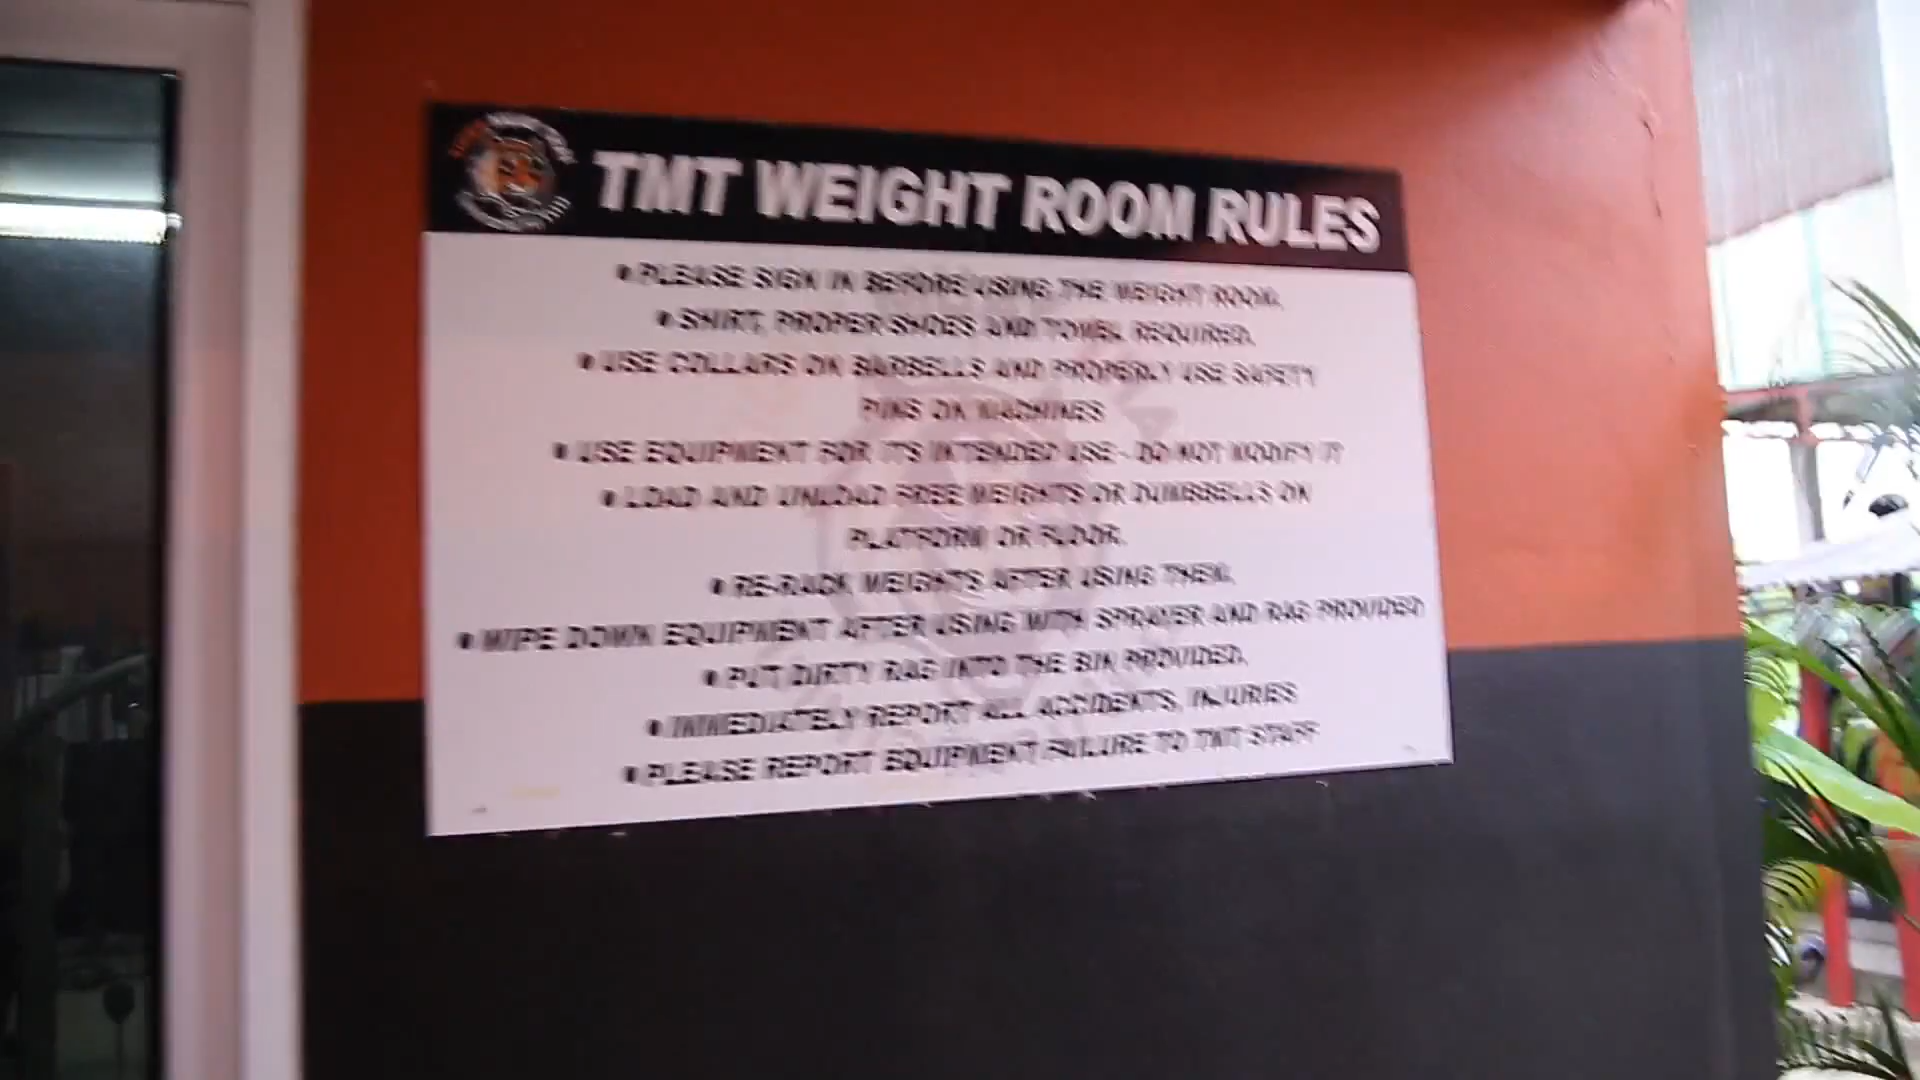 TMT WEIGHT ROOM RULES
• PLEASE SIGN IN BEFORE USING THE WEIGHT ROOM.
• SHIRT, PROPER SHOES AND TOWEL REQUIRED.
• USE COLLARS ON BARBELLS AND PROPERLY USE SAFETY
PINS ON MACHINES
• USE EQUIPMENT FOR ITS INTENDED USE - DO NOT MODIFY IT
• LOAD AND UNLOAD FREE WEIGHTS OR DUMBBELLS ON
PLATFORM OR FLOOR.
• RE-RACK WEIGHTS AFTER USING THEM.
• WIPE DOWN EQUIPMENT AFTER USING WITH SPRAYER AND RAG PROVIDED
• PUT DIRTY RAG INTO THE BIN PROVIDED.
• IMMEDIATELY REPORT ALL ACCIDENTS, INJURIES
• PLEASE REPORT EQUIPMENT FAILURE TO TMT STAFF